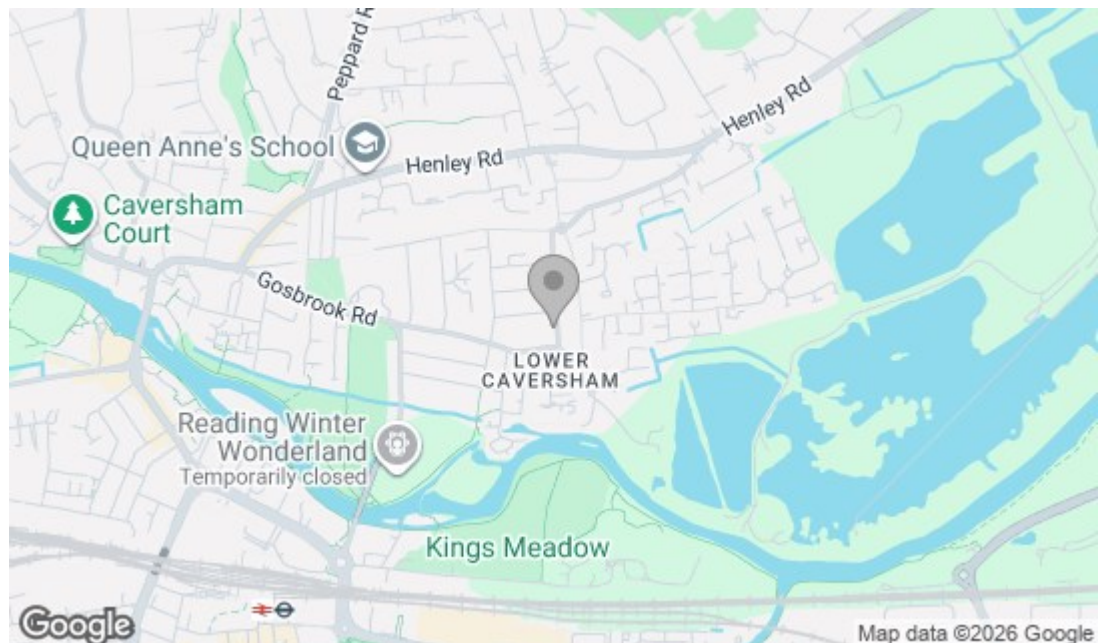 Peppard R
Queen Anne's School
Henley Rd
Henley Rd
Caversham
Court
Gosbrook Rd
LOWER
CAVERSHAM
Reading Winter
Wonderland
Temporarily closed
Kings Meadow
Google
Map data ©2026 Google